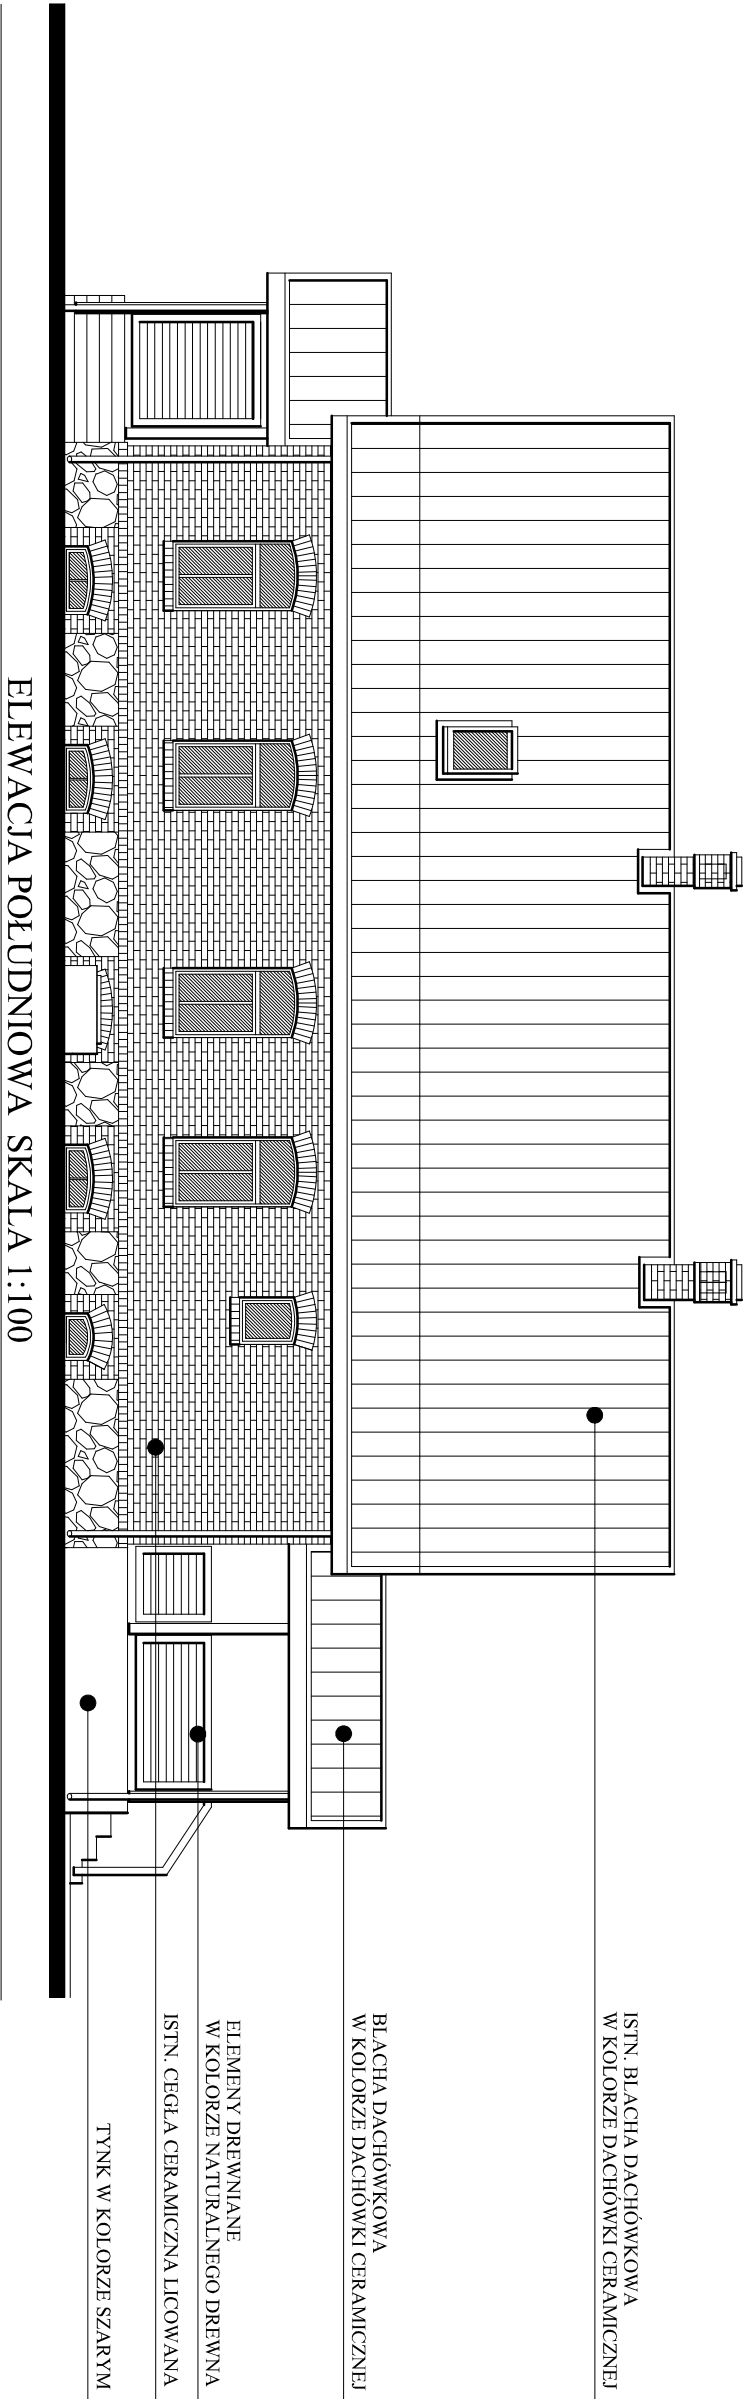 ISTN. BLACHA DACHÓWKOWA
W KOLORZE DACHÓWKI CERAMICZNEJ
BLACHA DACHÓWKOWA
W KOLORZE DACHÓWKI CERAMICZNEJ
ELEMENY DREWNIANE
W KOLORZE NATURALNEGO DREWNA
ISTN. CEGŁA CERAMICZNA LICOWANA
TYNK W KOLORZE SZARYM
ELEWACJA POŁUDNIOWA SKALA 1:100